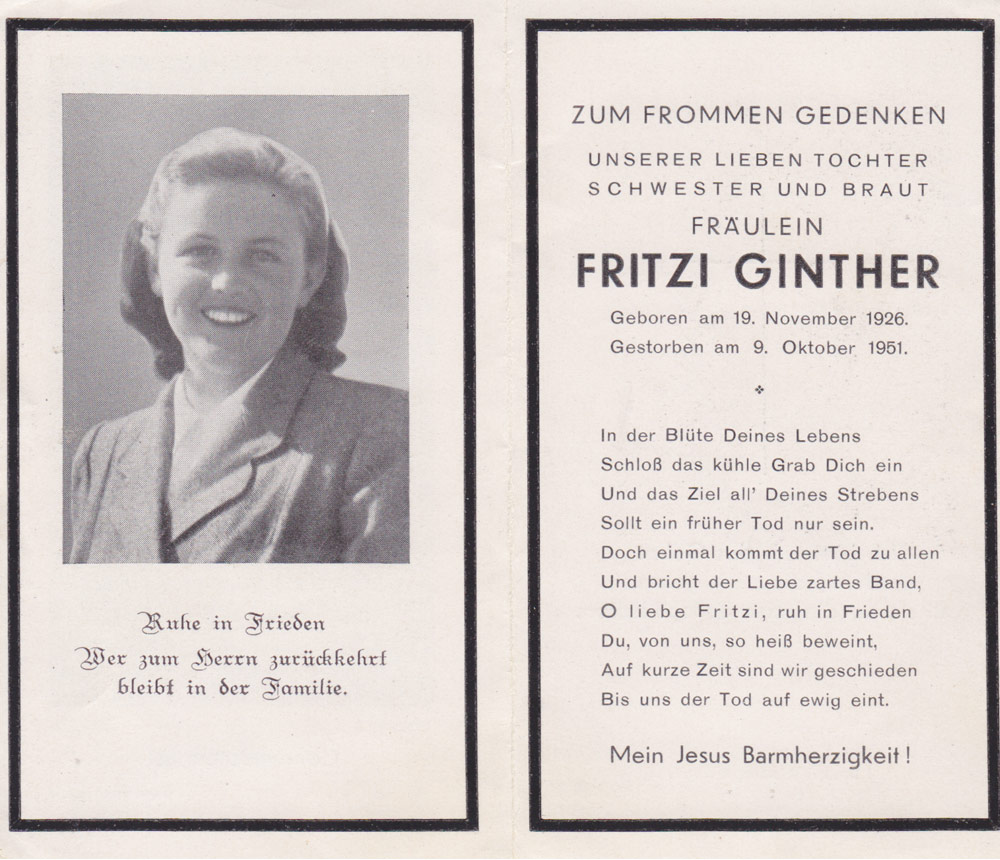 Ruhe in Frieden
Wer zum Herrn zurückkehrt
bleibt in der Familie.
ZUM FROMMEN GEDENKEN
UNSERER LIEBEN TOCHTER
SCHWESTER UND BRAUT
FRÄULEIN
FRITZI GINTHER
Geboren am 19. November 1926.
Gestorben am 9. Oktober 1951.
In der Blüte Deines Lebens
Schloß das kühle Grab Dich ein
Und das Ziel all' Deines Strebens
Sollt ein früher Tod nur sein.
Doch einmal kommt der Tod zu allen
Und bricht der Liebe zartes Band,
O liebe Fritzi, ruh in Frieden
Du, von uns, so heiß beweint,
Auf kurze Zeit sind wir geschieden
Bis uns der Tod auf ewig eint.
Mein Jesus Barmherzigkeit!